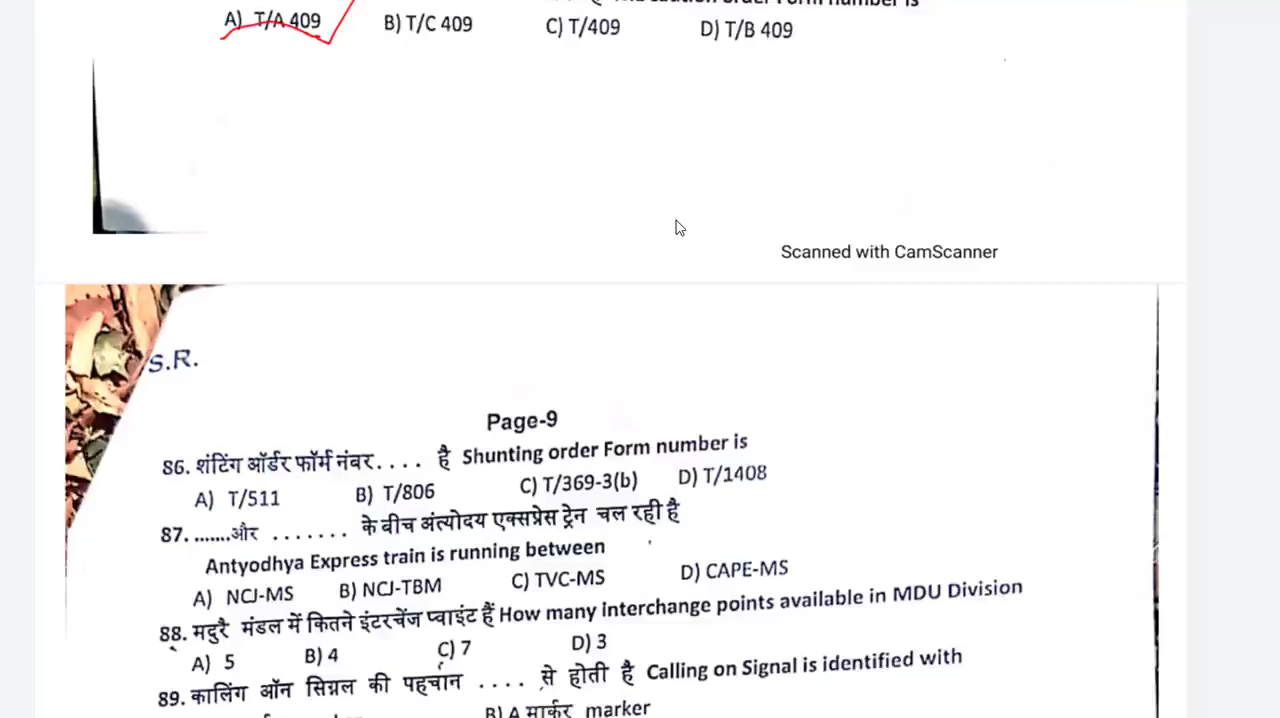 A) T/A 409 B) T/C 409 C) T/409 D) T/B 409
Scanned with CamScanner
S.R.
Page-9
86. शंटिंग ऑर्डर फॉर्म नंबर. . . . है Shunting order Form number is
A) T/511 B) T/806 C) T/369-3(b) D) T/1408
87. .......और . . . . . . . के बीच अंत्योदय एक्सप्रेस ट्रेन चल रही है
Antyodhya Express train is running between
A) NCJ-MS B) NCJ-TBM C) TVC-MS D) CAPE-MS
88. मदुरै मंडल में कितने इंटरचेंज प्वाइंट हैं How many interchange points available in MDU Division
A) 5 B) 4 C) 7 D) 3
89. कालिंग ऑन सिग्नल की पहचान . . . . से होती है Calling on Signal is identified with
B) A मार्कर marker